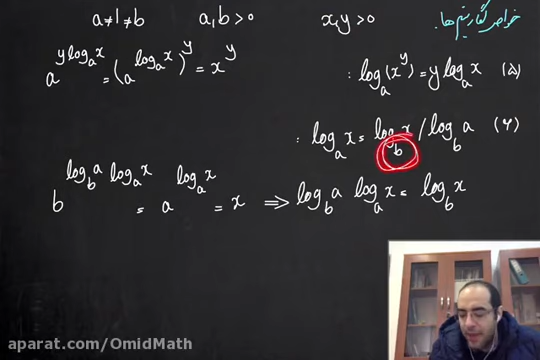 خواص لگاریتم ها:
a≠1≠b a,b>0 x,y>0
a^{y log_a x} = (a^{log_a x})^y = x^y
: log_a(x^y) = y log_a x (۵
: log_a x = log_b x / log_b a (۶
b^{log_b a log_a x} = a^{log_a x} = x ⇒ log_b a log_a x = log_b x
aparat.com/OmidMath